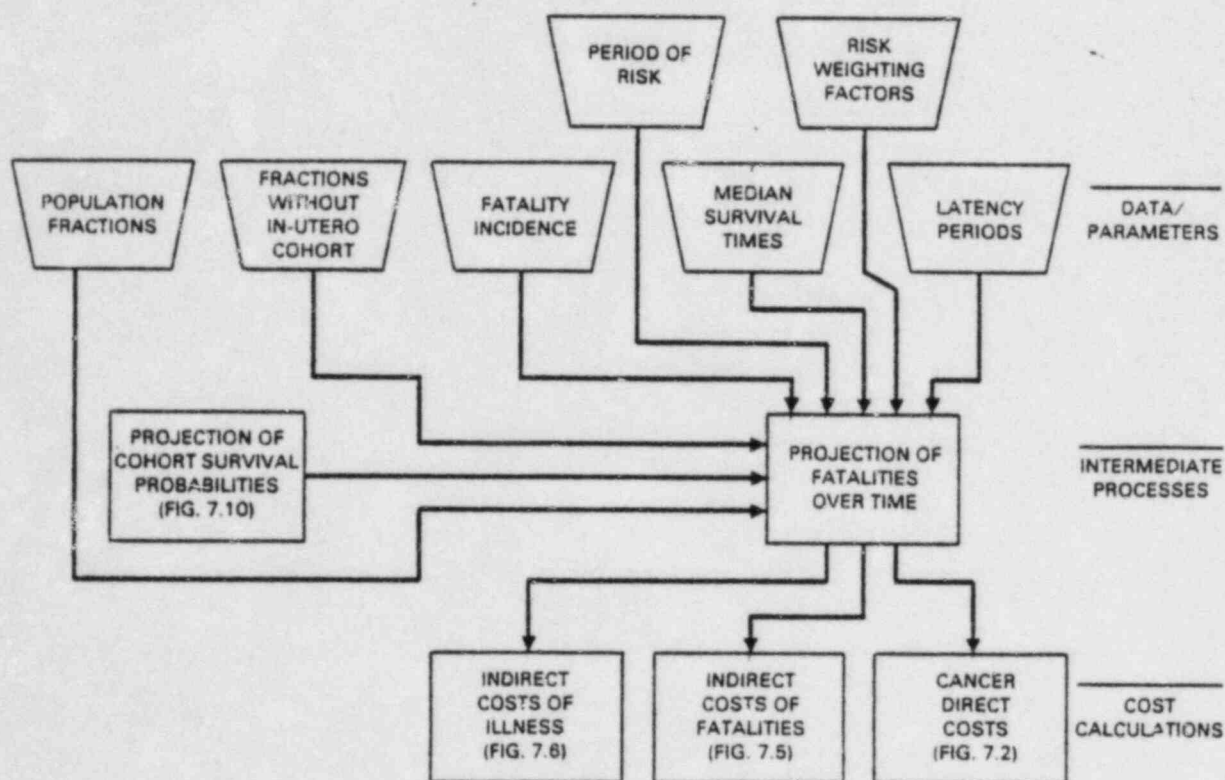 PERIOD OF
RISK
RISK
WEIGHTING
FACTORS
POPULATION
FRACTIONS
FRACTIONS
WITHOUT
IN-UTERO
COHORT
FATALITY
INCIDENCE
MEDIAN
SURVIVAL
TIMES
LATENCY
PERIODS
DATA/
PARAMETERS
PROJECTION OF
COHORT SURVIVAL
PROBABILITIES
(FIG. 7.10)
PROJECTION OF
FATALITIES
OVER TIME
INTERMEDIATE
PROCESSES
INDIRECT
COSTS OF
ILLNESS
(FIG. 7.6)
INDIRECT
COSTS OF
FATALITIES
(FIG. 7.5)
CANCER
DIRECT
COSTS
(FIG. 7.2)
COST
CALCULATIONS